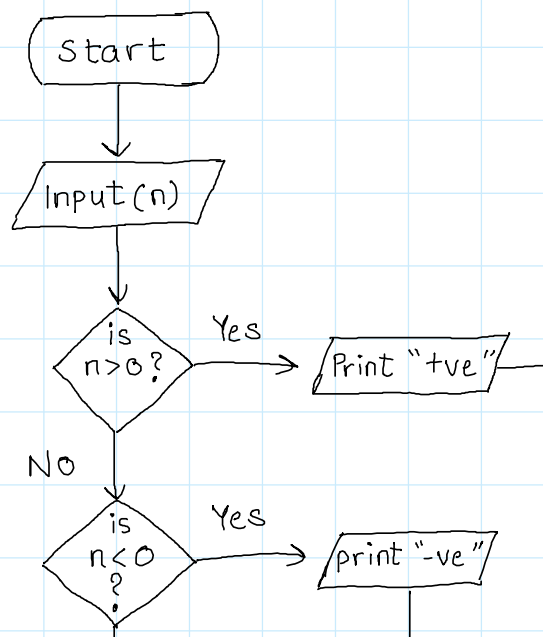 Start
Input (n)
is
n>0?
Yes
Print "+ve"
NO
is
n<0
?
Yes
print "-ve"